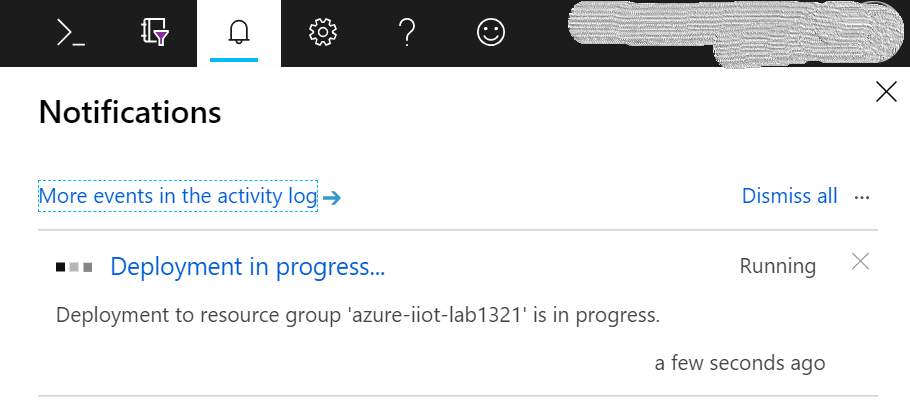 Notifications
More events in the activity log
Dismiss all
Deployment in progress...
Running
Deployment to resource group 'azure-iiot-lab1321' is in progress.
a few seconds ago